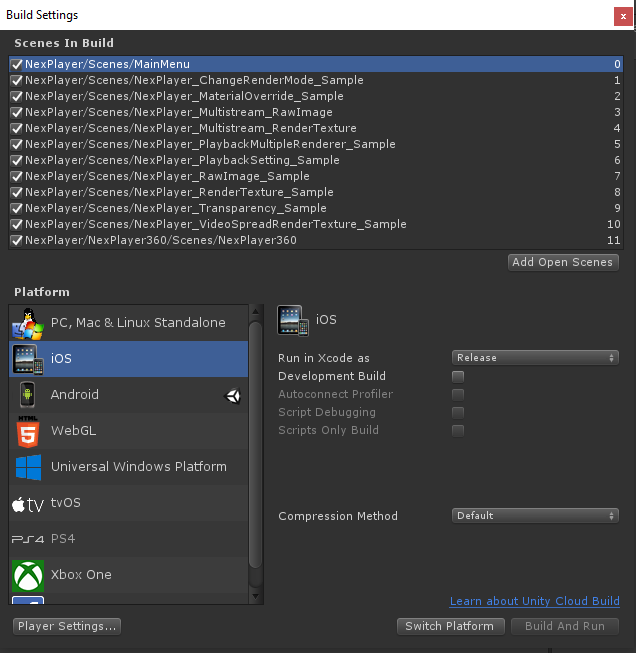 Build Settings
x
Scenes In Build
NexPlayer/Scenes/MainMenu 0
NexPlayer/Scenes/NexPlayer_ChangeRenderMode_Sample 1
NexPlayer/Scenes/NexPlayer_MaterialOverride_Sample 2
NexPlayer/Scenes/NexPlayer_Multistream_RawImage 3
NexPlayer/Scenes/NexPlayer_Multistream_RenderTexture 4
NexPlayer/Scenes/NexPlayer_PlaybackMultipleRenderer_Sample 5
NexPlayer/Scenes/NexPlayer_PlaybackSetting_Sample 6
NexPlayer/Scenes/NexPlayer_RawImage_Sample 7
NexPlayer/Scenes/NexPlayer_RenderTexture_Sample 8
NexPlayer/Scenes/NexPlayer_Transparency_Sample 9
NexPlayer/Scenes/NexPlayer_VideoSpreadRenderTexture_Sample 10
NexPlayer/NexPlayer360/Scenes/NexPlayer360 11
Add Open Scenes
Platform
PC, Mac & Linux Standalone
iOS
Android
HTML
5
WebGL
Universal Windows Platform
tv
tvOS
PS4
PS4
Xbox One
iOS
Run in Xcode as Release
Development Build
Autoconnect Profiler
Script Debugging
Scripts Only Build
Compression Method Default
Learn about Unity Cloud Build
Player Settings...
Switch Platform
Build And Run